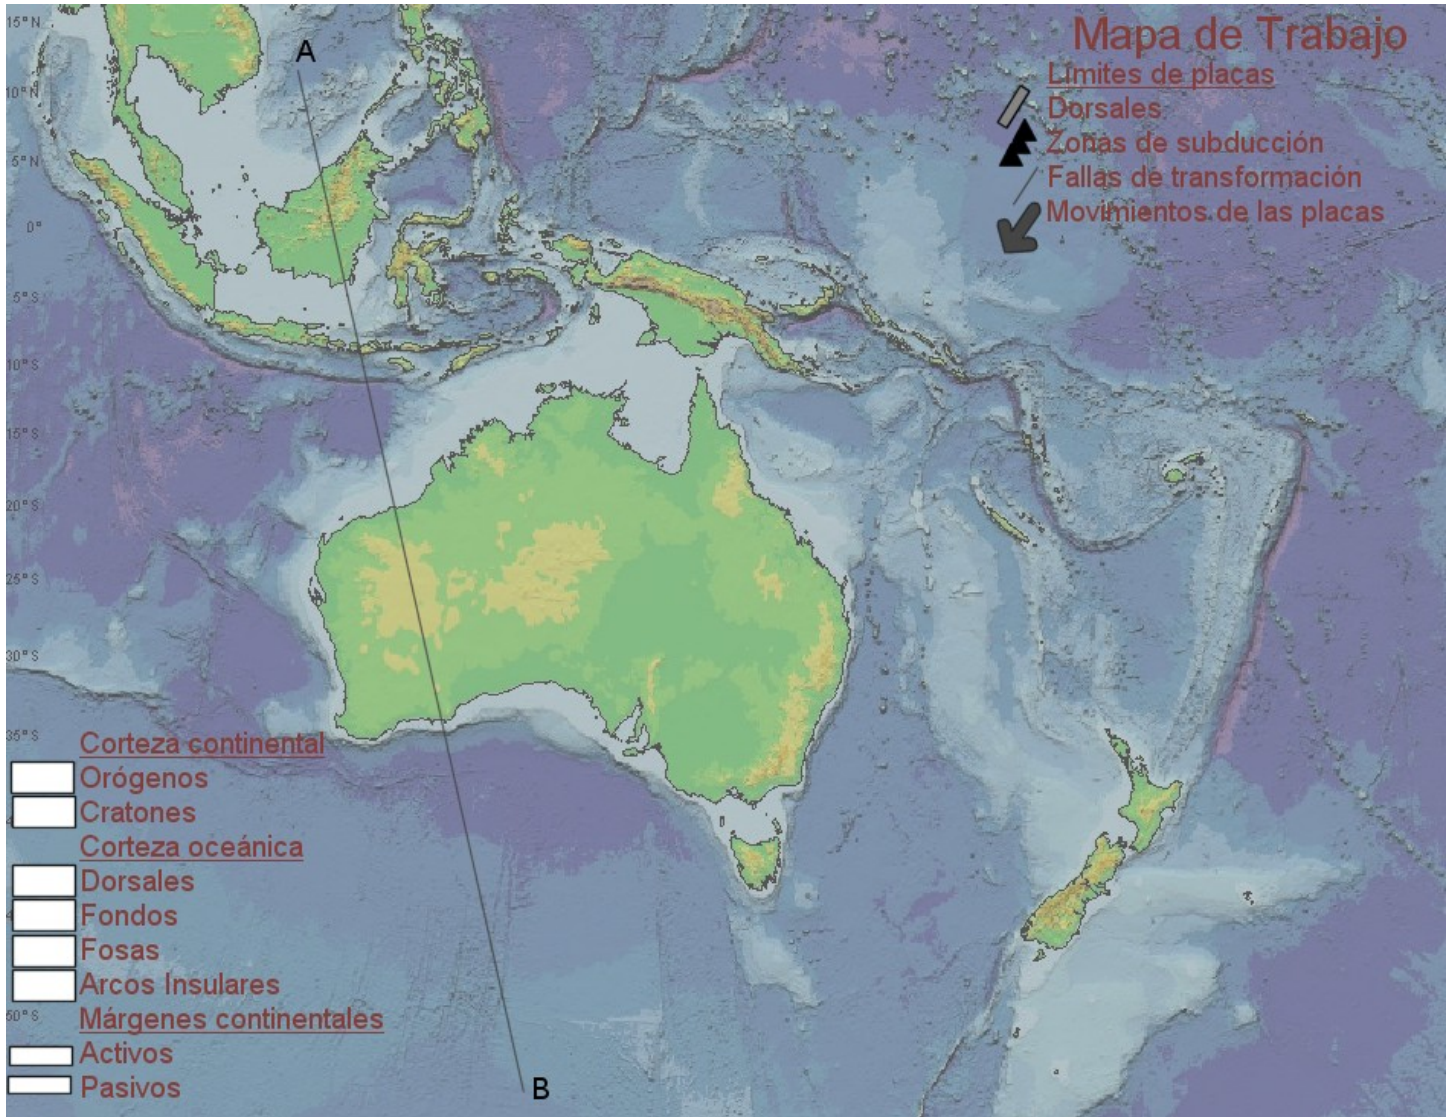 Mapa de Trabajo
Límites de placas
Dorsales
Zonas de subducción
Fallas de transformación
Movimientos de las placas
A
15°N
10°N
5°N
0°
5°S
10°S
15°S
20°S
25°S
30°S
35°S
50°S
Corteza continental
Orógenos
Cratones
Corteza oceánica
Dorsales
Fondos
Fosas
Arcos Insulares
Márgenes continentales
Activos
Pasivos
B